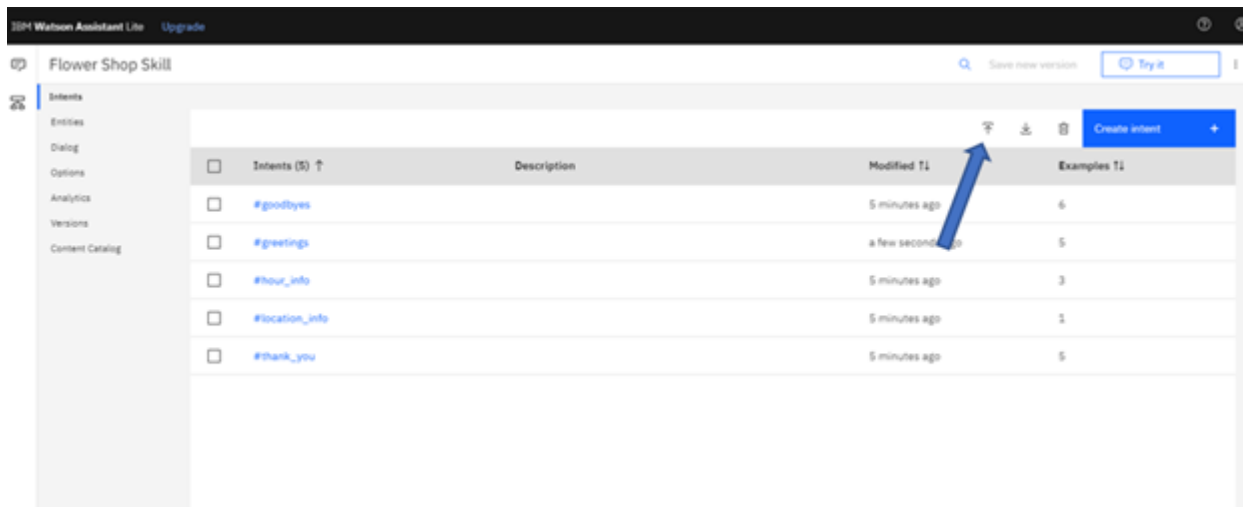 IBM Watson Assistant Lite Upgrade
Flower Shop Skill Save new version Try it
Intents
Entities
Dialog
Options
Analytics
Versions
Content Catalog
Create intent +
Intents (5) ↑ Description Modified ↑↓ Examples ↑↓
#goodbyes 5 minutes ago 6
#greetings a few seconds ago 5
#hour_info 5 minutes ago 3
#location_info 5 minutes ago 1
#thank_you 5 minutes ago 5